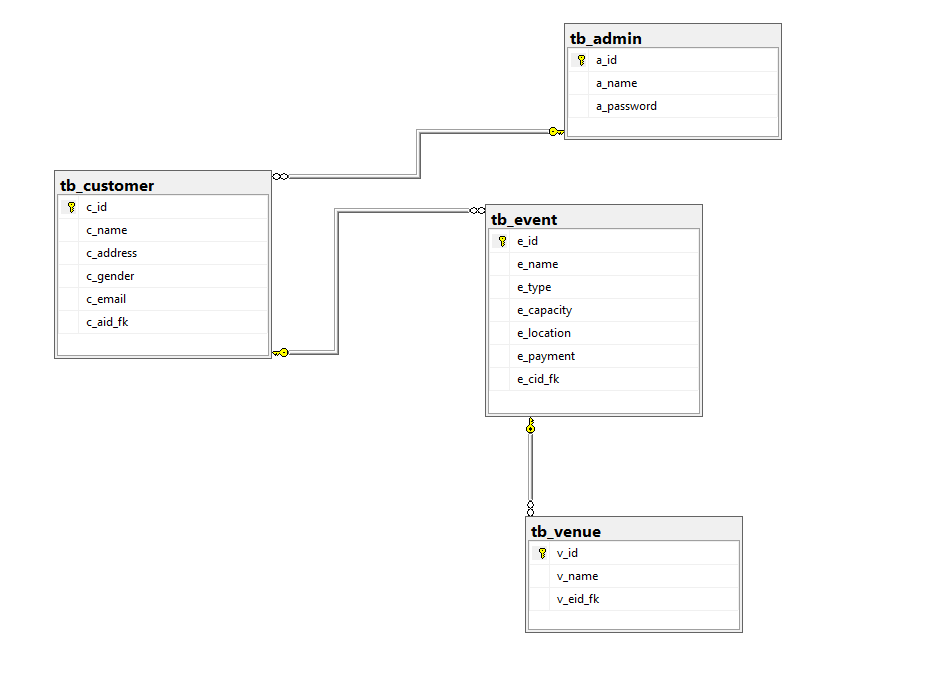 tb_admin
a_id
a_name
a_password
tb_customer
c_id
c_name
c_address
c_gender
c_email
c_aid_fk
tb_event
e_id
e_name
e_type
e_capacity
e_location
e_payment
e_cid_fk
tb_venue
v_id
v_name
v_eid_fk